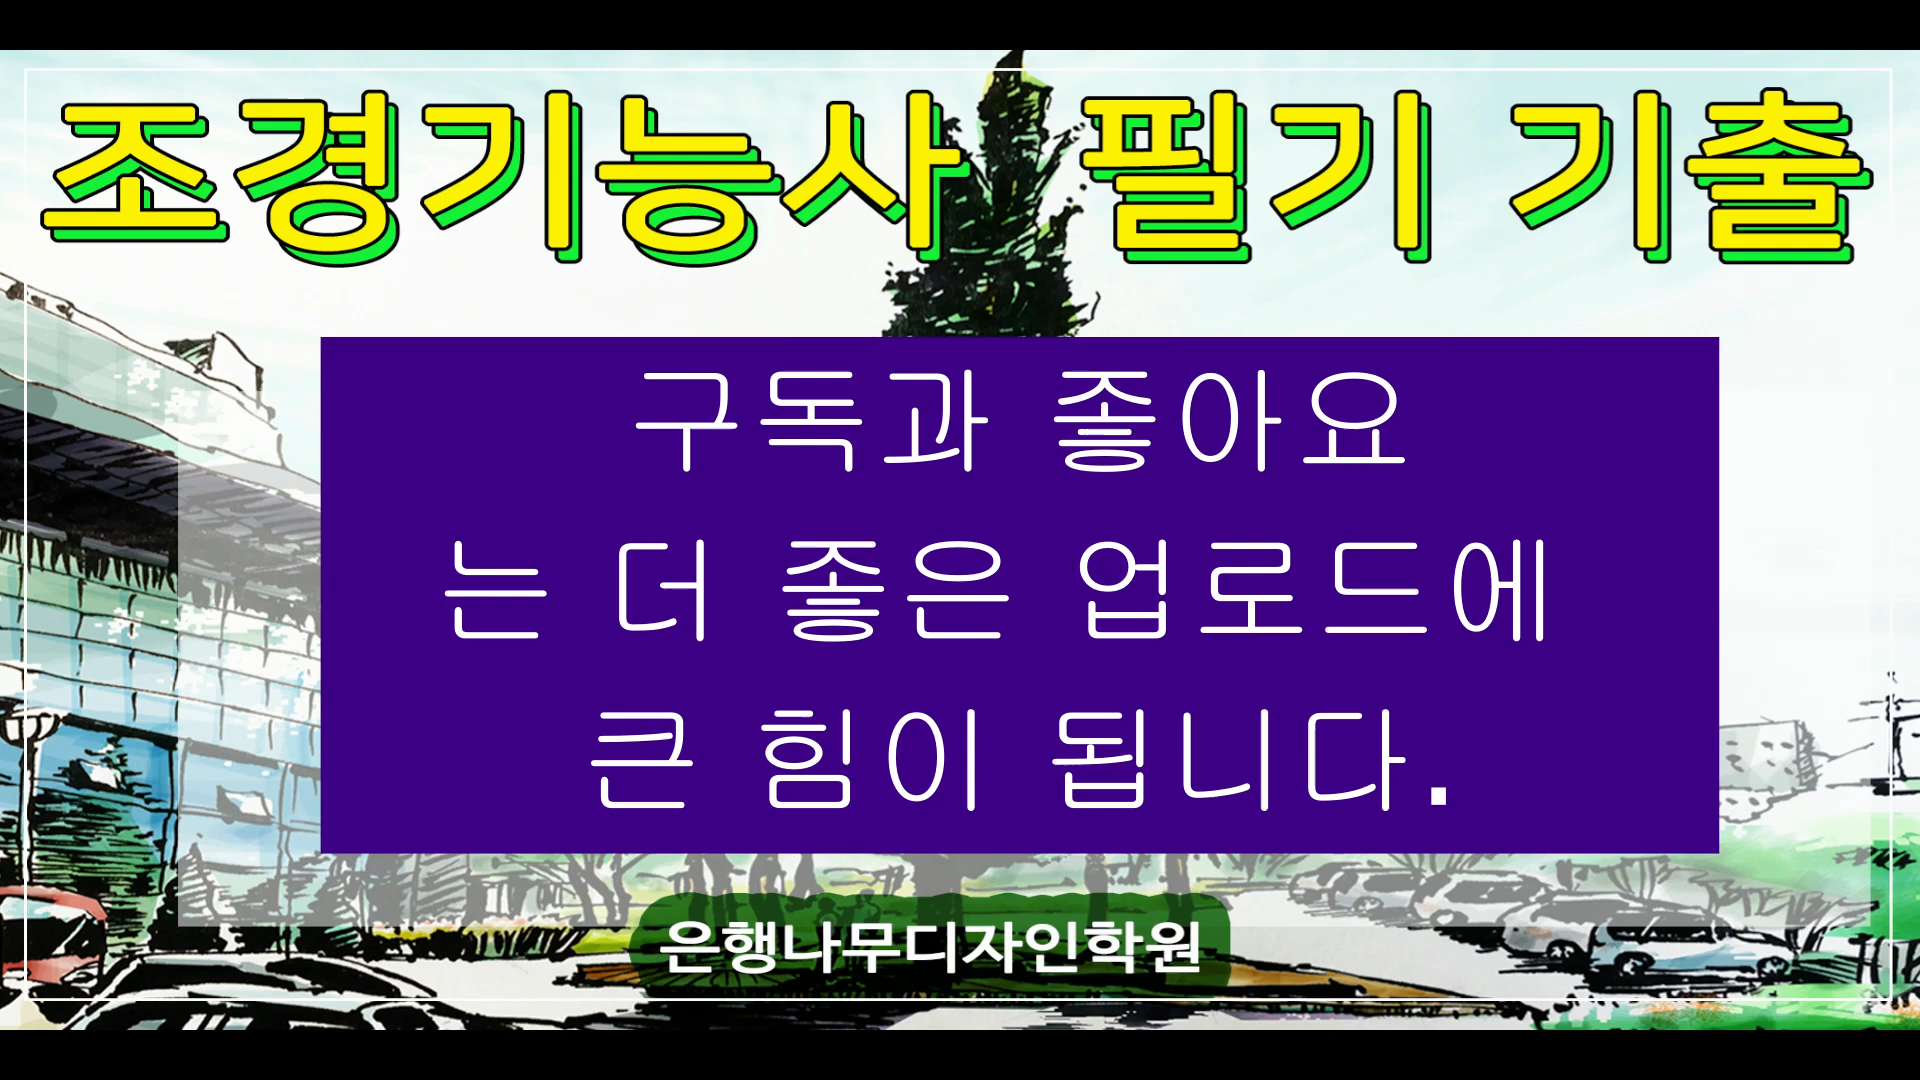 조경기능사 필기 기출
구독과 좋아요
는 더 좋은 업로드에
큰 힘이 됩니다.
은행나무디자인학원